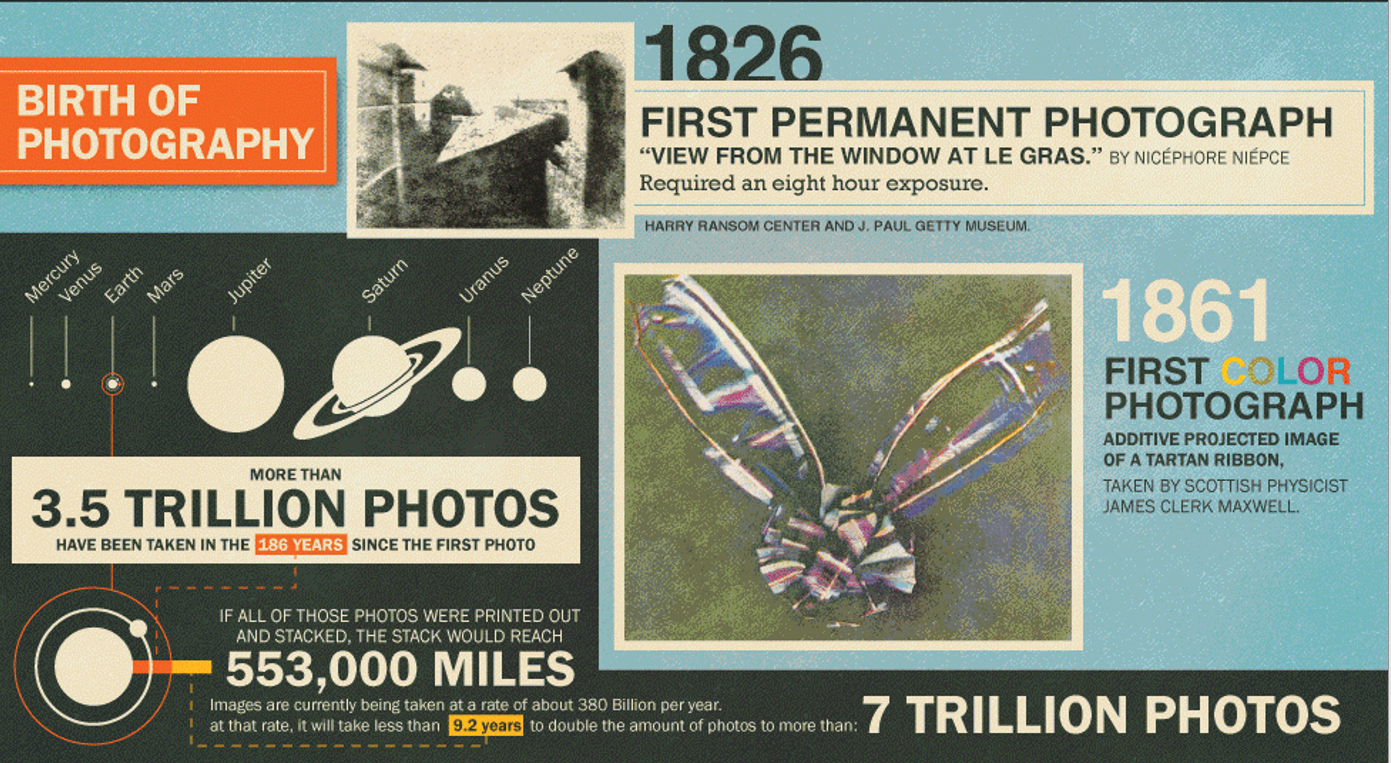 BIRTH OF
PHOTOGRAPHY
1826
FIRST PERMANENT PHOTOGRAPH
“VIEW FROM THE WINDOW AT LE GRAS.” BY NICÉPHORE NIÉPCE
Required an eight hour exposure.
HARRY RANSOM CENTER AND J. PAUL GETTY MUSEUM.
Mercury
Venus
Earth
Mars
Jupiter
Saturn
Uranus
Neptune
MORE THAN
3.5 TRILLION PHOTOS
HAVE BEEN TAKEN IN THE 186 YEARS SINCE THE FIRST PHOTO
IF ALL OF THOSE PHOTOS WERE PRINTED OUT
AND STACKED, THE STACK WOULD REACH
553,000 MILES
Images are currently being taken at a rate of about 380 Billion per year.
at that rate, it will take less than 9.2 years to double the amount of photos to more than:
7 TRILLION PHOTOS
1861
FIRST COLOR
PHOTOGRAPH
ADDITIVE PROJECTED IMAGE
OF A TARTAN RIBBON,
TAKEN BY SCOTTISH PHYSICIST
JAMES CLERK MAXWELL.